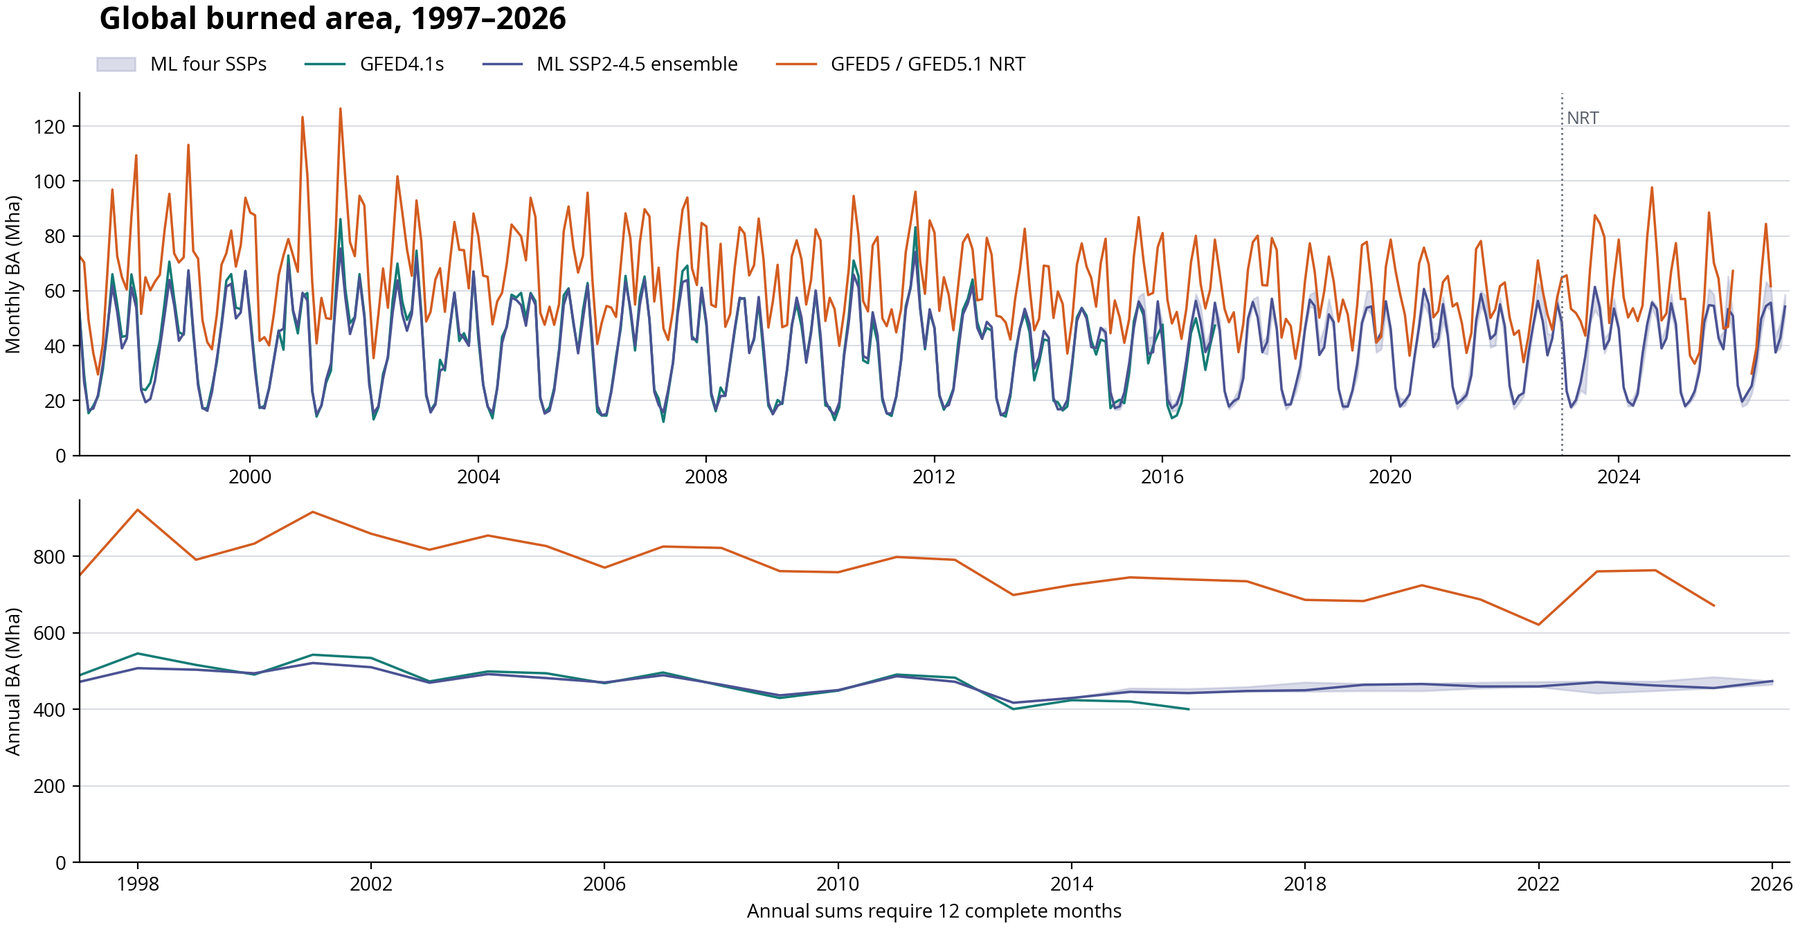 Global burned area, 1997–2026
ML four SSPs GFED4.1s ML SSP2-4.5 ensemble GFED5 / GFED5.1 NRT
Monthly BA (Mha)
120
100
80
60
40
20
0
NRT
2000 2004 2008 2012 2016 2020 2024
Annual BA (Mha)
800
600
400
200
0
1998 2002 2006 2010 2014 2018 2022 2026
Annual sums require 12 complete months